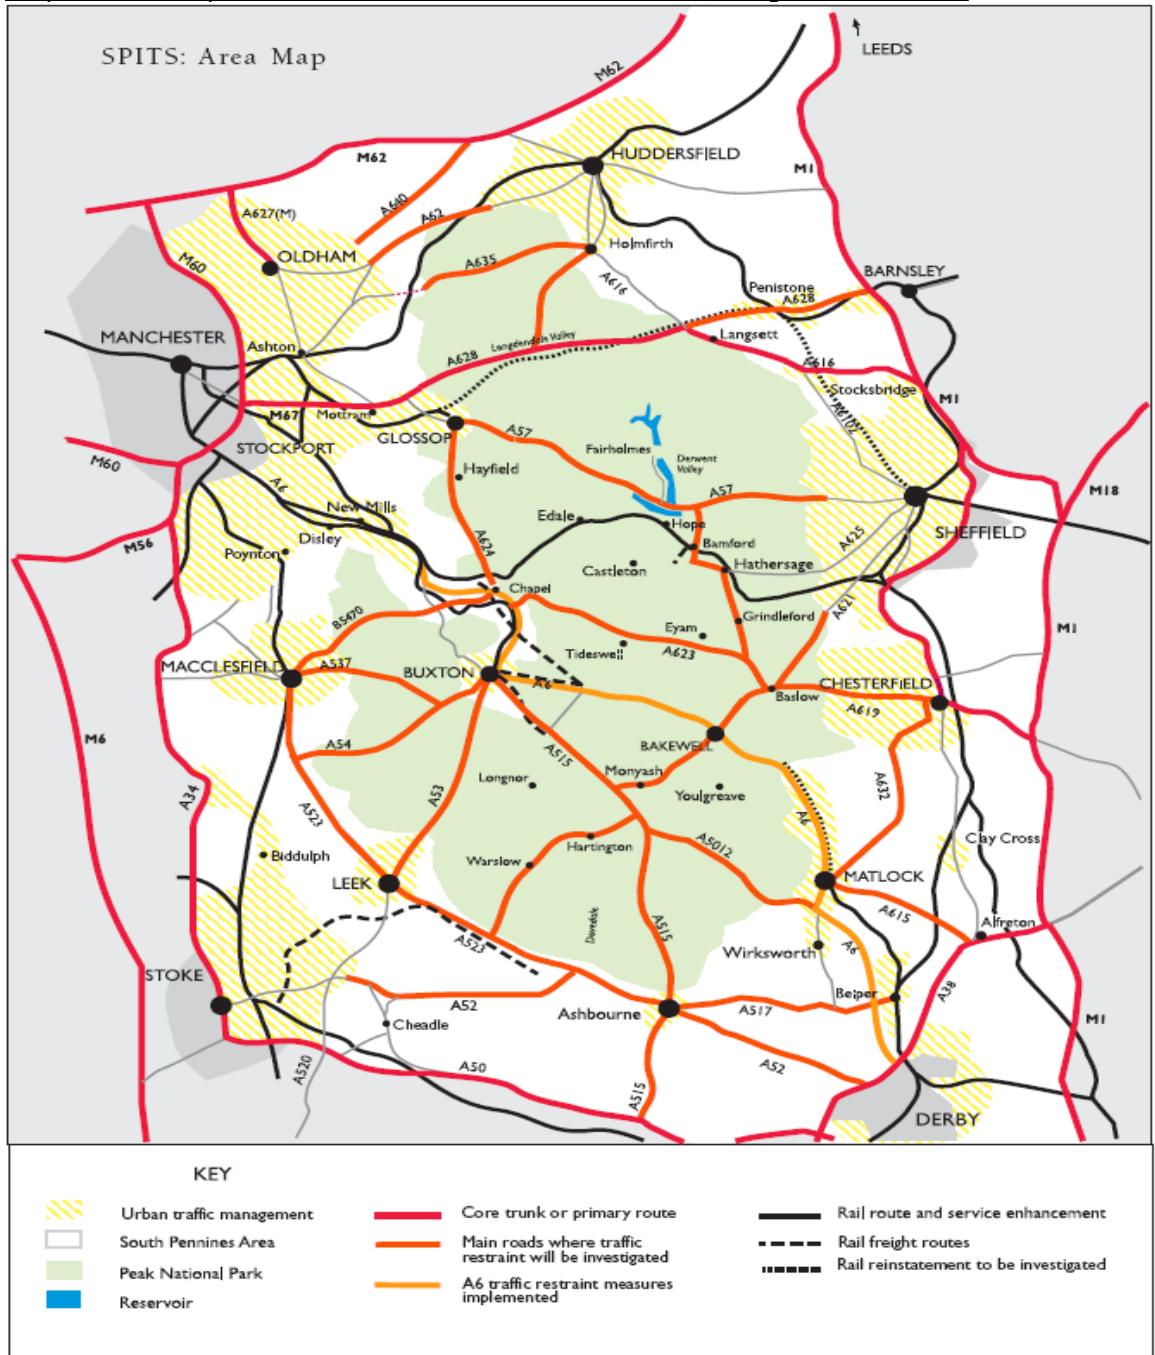 SPITS: Area Map
LEEDS
M62
HUDDERSFIELD
M62
M1
A640
A627(M)
A62
Holmfirth
OLDHAM
M60
A635
BARNSLEY
A616
Penistone
A628
MANCHESTER
Langsett
Longdendale Valley
Ashton
A628
A616
Stocksbridge
M1
M67
Mottram
A6102
GLOSSOP
A57
STOCKPORT
Fairholmes
Derwent
Valley
M60
Hayfield
A6
A57
M18
New Mills
Edale
Hope
SHEFFIELD
Disley
M56
A625
Poynton
A624
Bamford
Castleton
Hathersage
Chapel
A621
B5470
Grindleford
Eyam
M1
Tideswell
A623
MACCLESFIELD
A537
BUXTON
A6
CHESTERFIELD
Baslow
A619
M6
A54
A515
BAKEWELL
Monyash
Longnor
A632
A34
A53
Youlgreave
A523
A6
A5012
Clay Cross
Hartington
Biddulph
Warslow
LEEK
MATLOCK
A615
Alfreton
Dovedale
A515
A523
A6
Wirksworth
STOKE
Belper
A38
A52
Ashbourne
A517
Cheadle
M1
A520
A50
A52
A515
DERBY
KEY
Urban traffic management
South Pennines Area
Peak National Park
Reservoir
Core trunk or primary route
Main roads where traffic
restraint will be investigated
A6 traffic restraint measures
implemented
Rail route and service enhancement
Rail freight routes
Rail reinstatement to be investigated